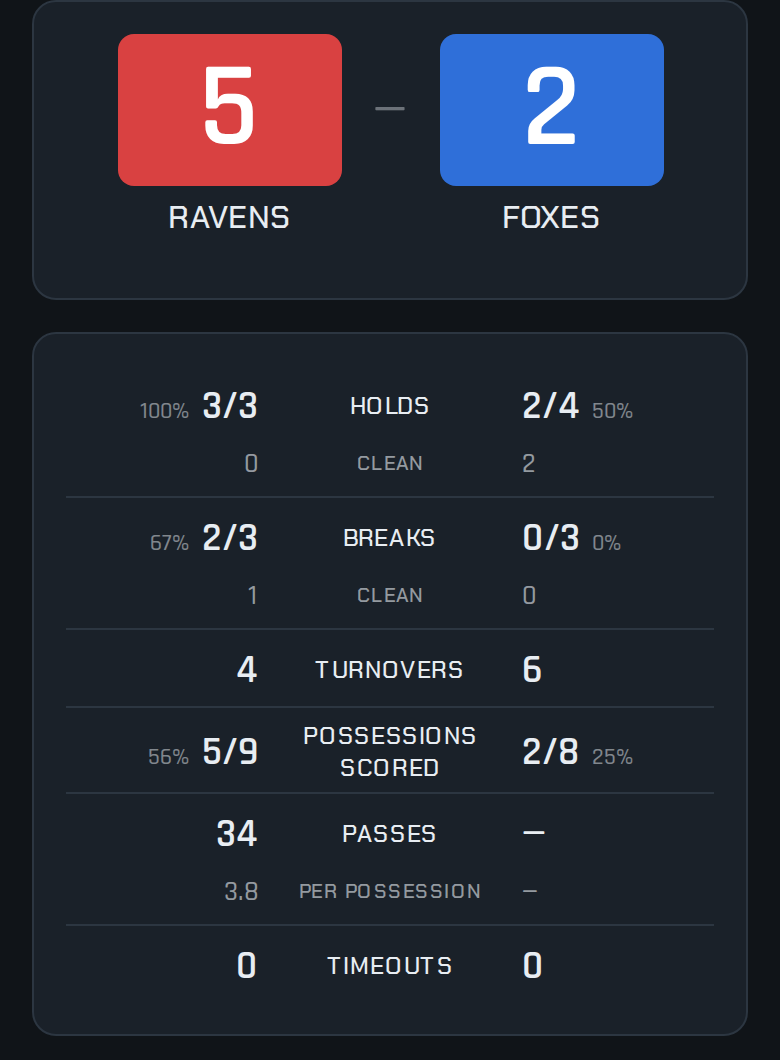 5 – 2
RAVENS FOXES
100% 3/3 HOLDS 2/4 50%
0 CLEAN 2
67% 2/3 BREAKS 0/3 0%
1 CLEAN 0
4 TURNOVERS 6
56% 5/9 POSSESSIONS SCORED 2/8 25%
34 PASSES –
3.8 PER POSSESSION –
0 TIMEOUTS 0